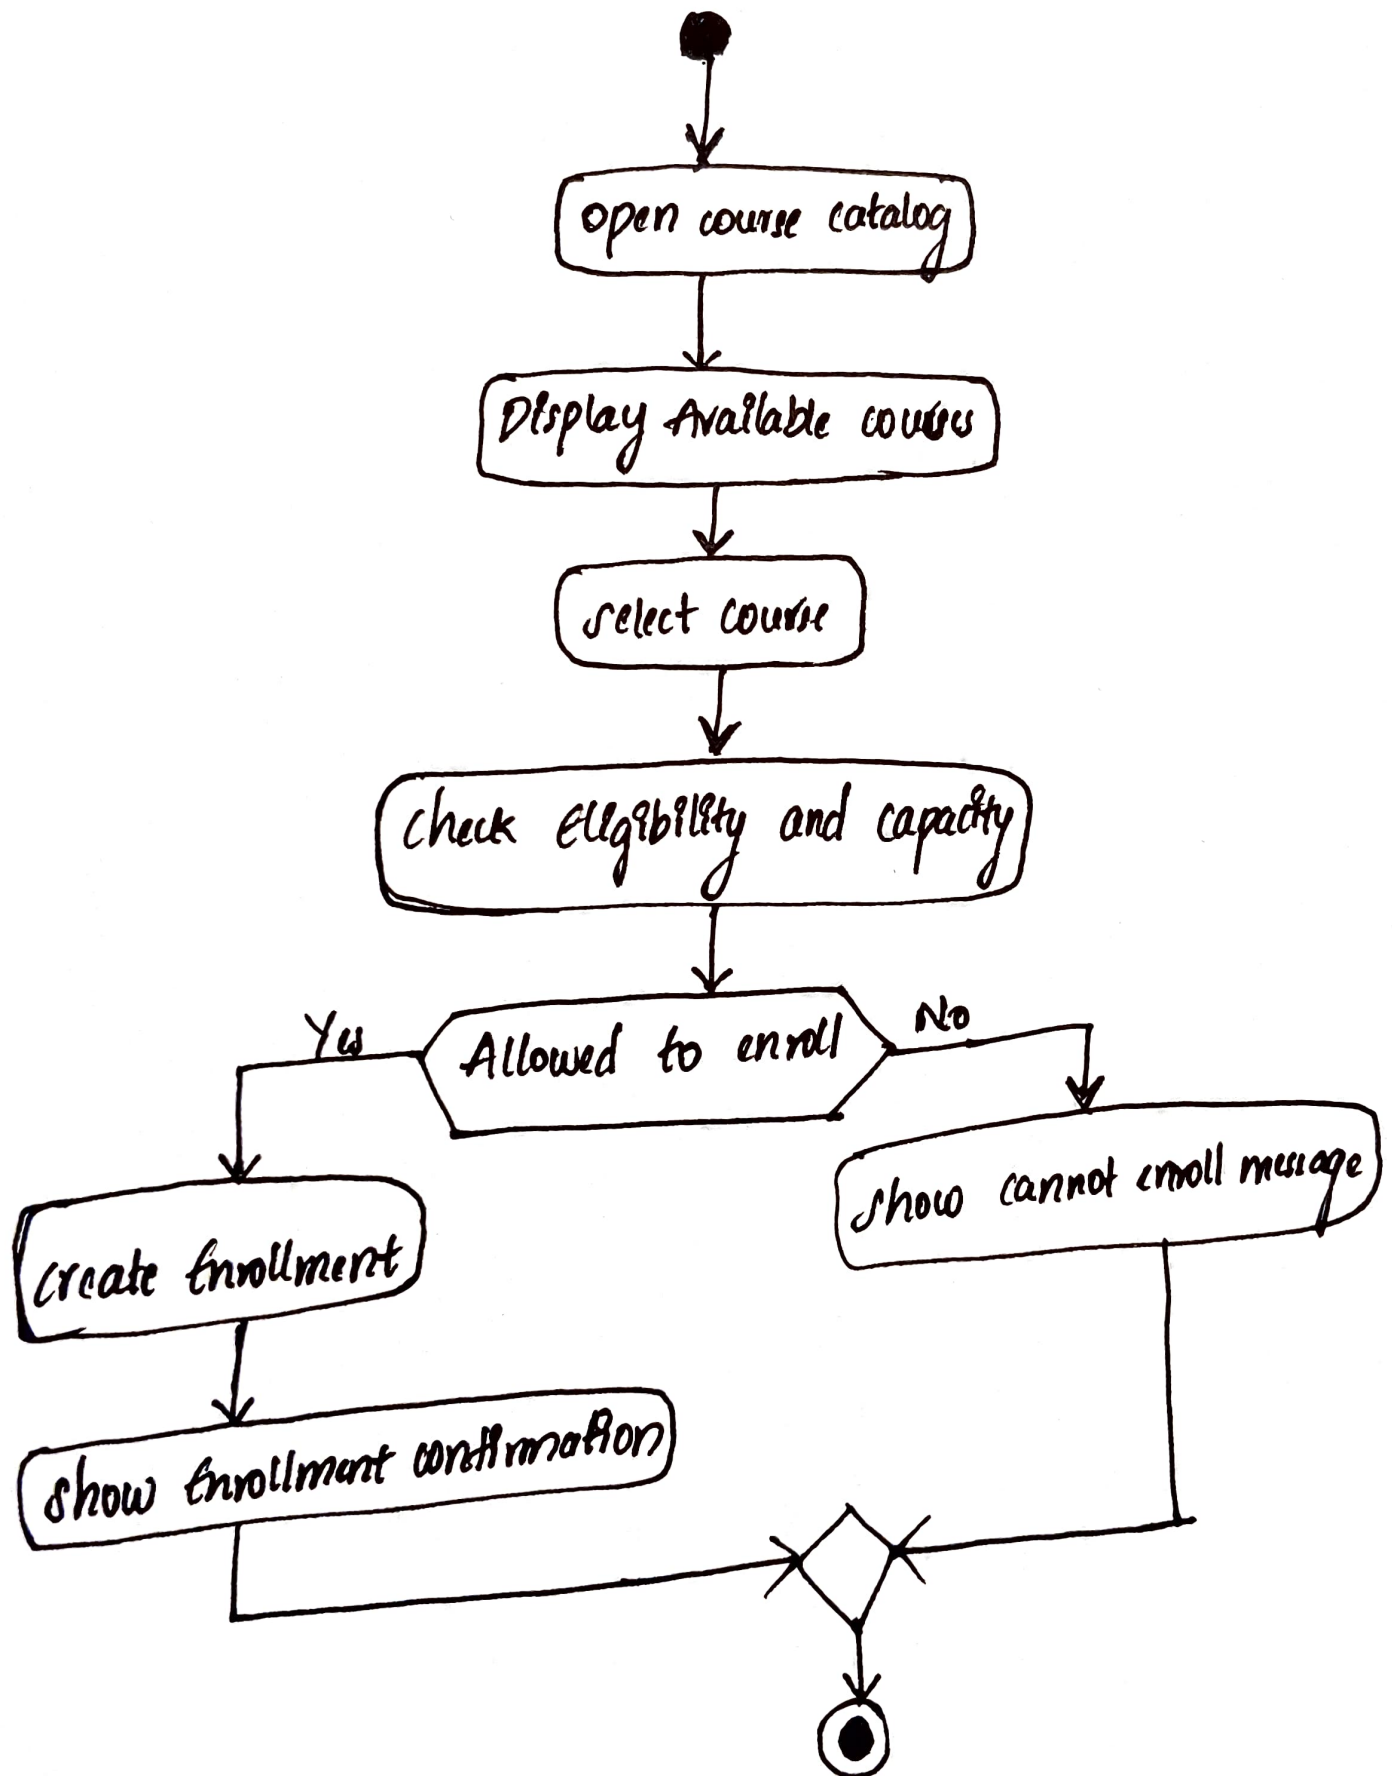 open course catalog
Display Available courses
select course
check Eligibility and capacity
Allowed to enroll
Yes
No
show cannot enroll message
create Enrollment
show Enrollment confirmation